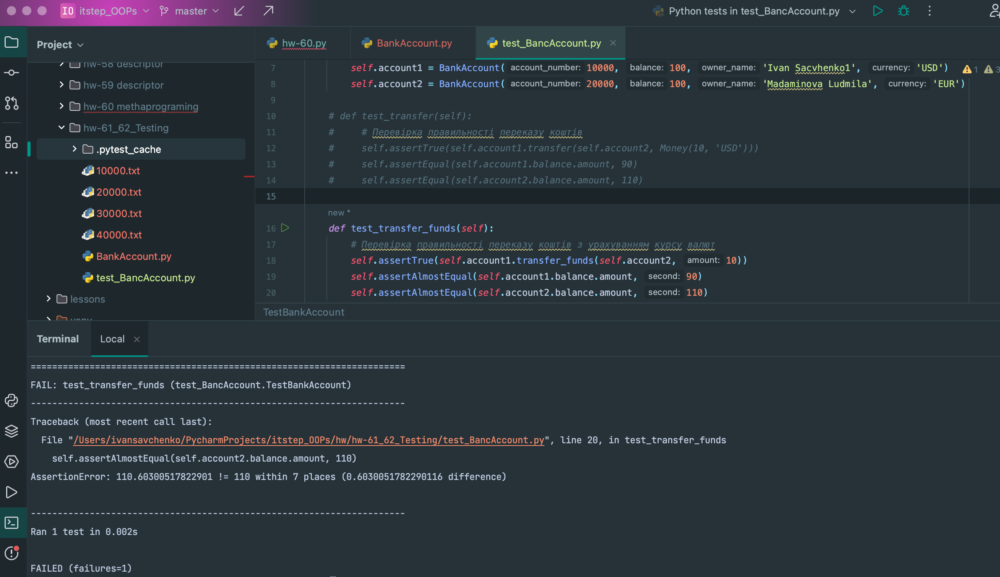 IO itstep_OOPs master Python tests in test_BancAccount.py
Project
hw-60.py BankAccount.py test_BancAccount.py
hw-58 descriptor
hw-59 descriptor
hw-60 methaprograming
hw-61_62_Testing
.pytest_cache
10000.txt
20000.txt
30000.txt
40000.txt
BankAccount.py
test_BancAccount.py
lessons
7 self.account1 = BankAccount( account_number: 10000, balance: 100, owner_name: 'Ivan Sacvhenko1', currency: 'USD') 1 3
8 self.account2 = BankAccount( account_number: 20000, balance: 100, owner_name: 'Madaminova Ludmila', currency: 'EUR')
9
10 # def test_transfer(self):
11 # # Перевірка правильності переказу коштів
12 # self.assertTrue(self.account1.transfer(self.account2, Money(10, 'USD')))
13 # self.assertEqual(self.account1.balance.amount, 90)
14 # self.assertEqual(self.account2.balance.amount, 110)
15
new *
16 def test_transfer_funds(self):
17 # Перевірка правильності переказу коштів з урахуванням курсу валют
18 self.assertTrue(self.account1.transfer_funds(self.account2, amount: 10))
19 self.assertAlmostEqual(self.account1.balance.amount, second: 90)
20 self.assertAlmostEqual(self.account2.balance.amount, second: 110)
TestBankAccount
Terminal Local
======================================================================
FAIL: test_transfer_funds (test_BancAccount.TestBankAccount)
----------------------------------------------------------------------
Traceback (most recent call last):
File "/Users/ivansavchenko/PycharmProjects/itstep_OOPs/hw/hw-61_62_Testing/test_BancAccount.py", line 20, in test_transfer_funds
self.assertAlmostEqual(self.account2.balance.amount, 110)
AssertionError: 110.60300517822901 != 110 within 7 places (0.6030051782290116 difference)
----------------------------------------------------------------------
Ran 1 test in 0.002s
FAILED (failures=1)